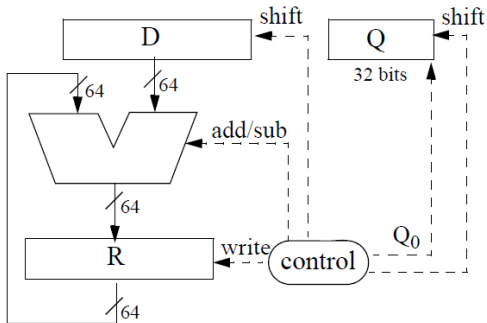 shift
shift
D
Q
32 bits
64
64
add/sub
64
R
write
control
Q0
64